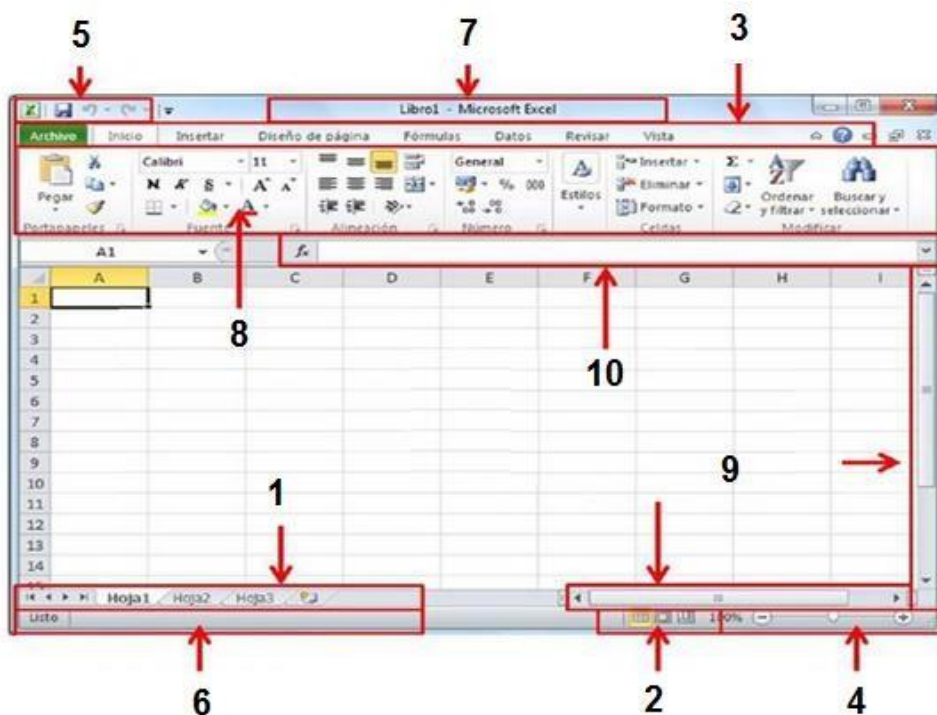 5 7 3
Libro1 - Microsoft Excel
Archivo Inicio Insertar Diseño de página Fórmulas Datos Revisar Vista
Calibri 11 General Insertar Σ
Pegar N K S A A % 000 Estilos Eliminar Ordenar y filtrar Buscar y seleccionar
A Formato
Portapapeles Fuente Alineación Número Celdas Modificar
A1 fx
A B C D E F G H I
1
2
3
4
5
6
7
8
9
10
11
12
13
14
8
10
9
1
Hoja1 Hoja2 Hoja3
Listo 100%
6 2 4